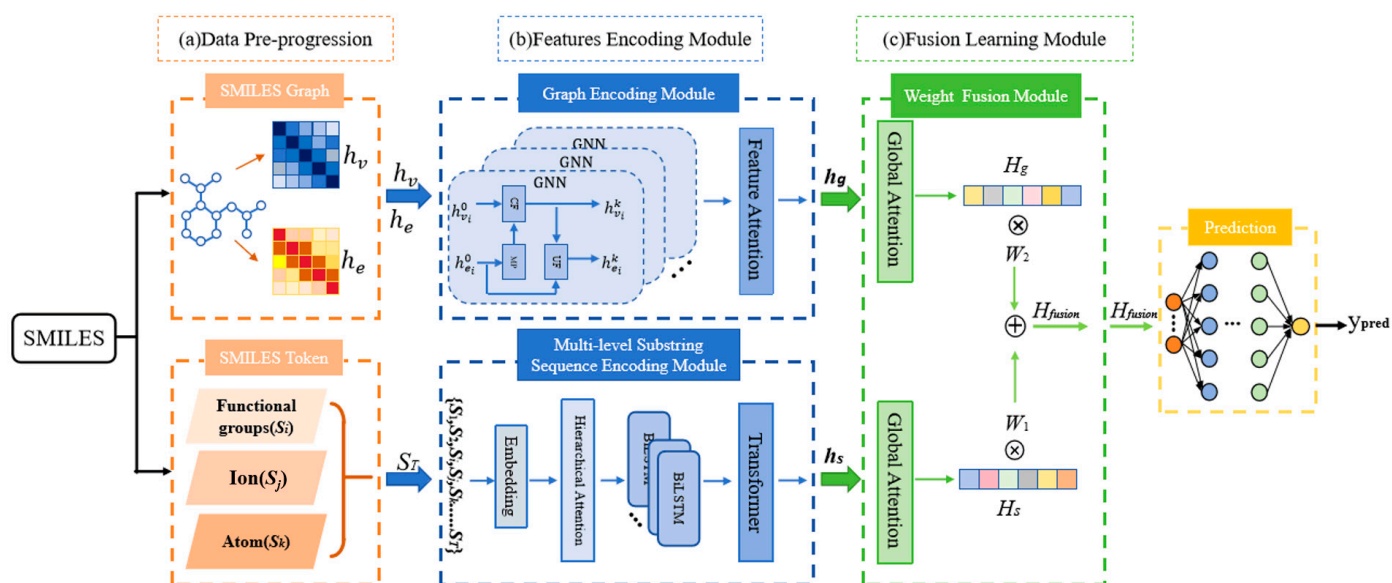 (a)Data Pre-progression
(b)Features Encoding Module
(c)Fusion Learning Module
SMILES Graph
Graph Encoding Module
Weight Fusion Module
h_v
h_e
h_v
h_e
GNN
GNN
GNN
h^0_{v_i}
h^k_{v_i}
h^0_{e_i}
MP
UF
h^k_{e_i}
Feature Attention
h_g
Global Attention
H_g
⊗
W_2
⊕
H_fusion
H_fusion
Prediction
y_pred
SMILES
SMILES Token
Functional
groups(S_i)
Ion(S_j)
Atom(S_k)
S_T
Multi-level Substring
Sequence Encoding Module
{S_1,S_2,S_i,S_j,S_k......S_T}
Embedding
Hierarchical Attention
BiLSTM
BiLSTM
Transformer
h_s
Global Attention
W_1
⊗
H_s